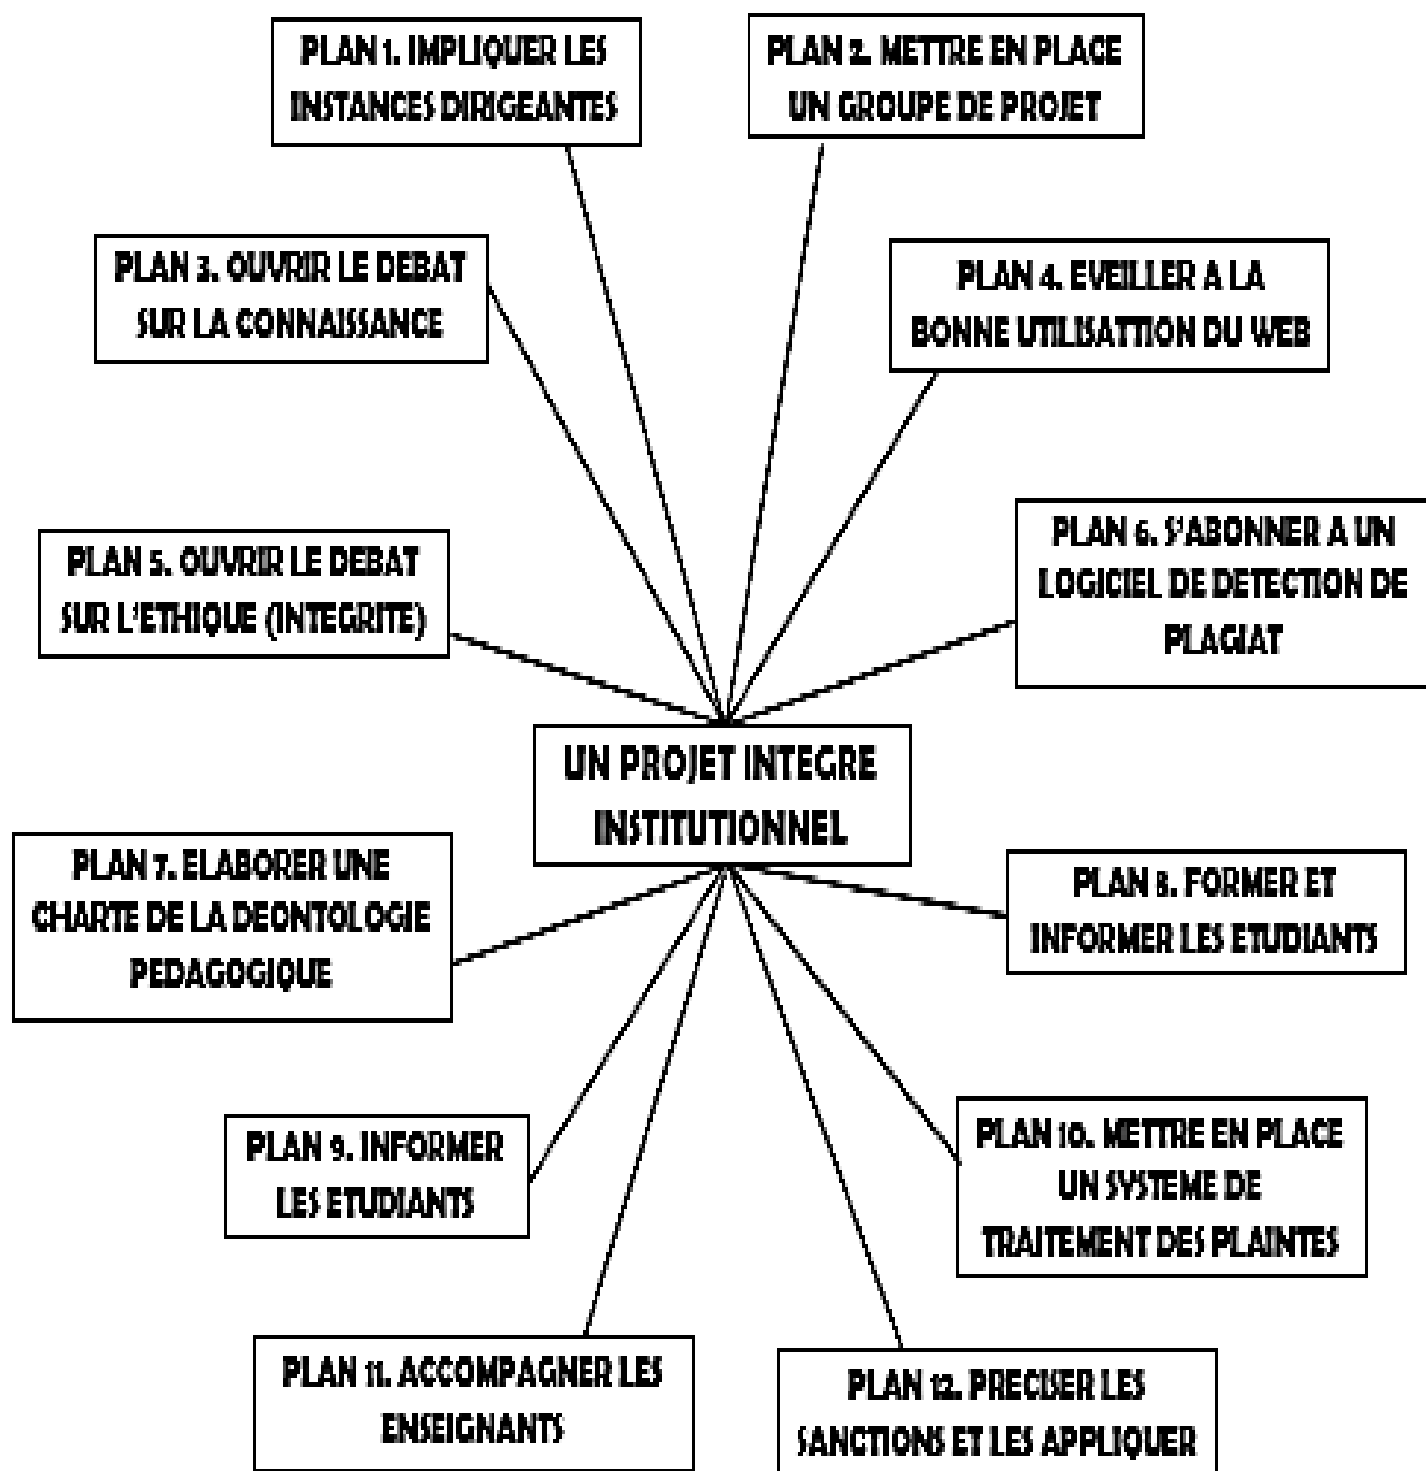 PLAN 1. IMPLIQUER LES
INSTANCES DIRIGEANTES
PLAN 2. METTRE EN PLACE
UN GROUPE DE PROJET
PLAN 3. OUVRIR LE DEBAT
SUR LA CONNAISSANCE
PLAN 4. EVEILLER A LA
BONNE UTILISATTION DU WEB
PLAN 5. OUVRIR LE DEBAT
SUR L'ETHIQUE (INTEGRITE)
PLAN 6. S'ABONNER A UN
LOGICIEL DE DETECTION DE
PLAGIAT
UN PROJET INTEGRE
INSTITUTIONNEL
PLAN 7. ELABORER UNE
CHARTE DE LA DEONTOLOGIE
PEDAGOGIQUE
PLAN 8. FORMER ET
INFORMER LES ETUDIANTS
PLAN 9. INFORMER
LES ETUDIANTS
PLAN 10. METTRE EN PLACE
UN SYSTEME DE
TRAITEMENT DES PLAINTES
PLAN 11. ACCOMPAGNER LES
ENSEIGNANTS
PLAN 12. PRECISER LES
SANCTIONS ET LES APPLIQUER